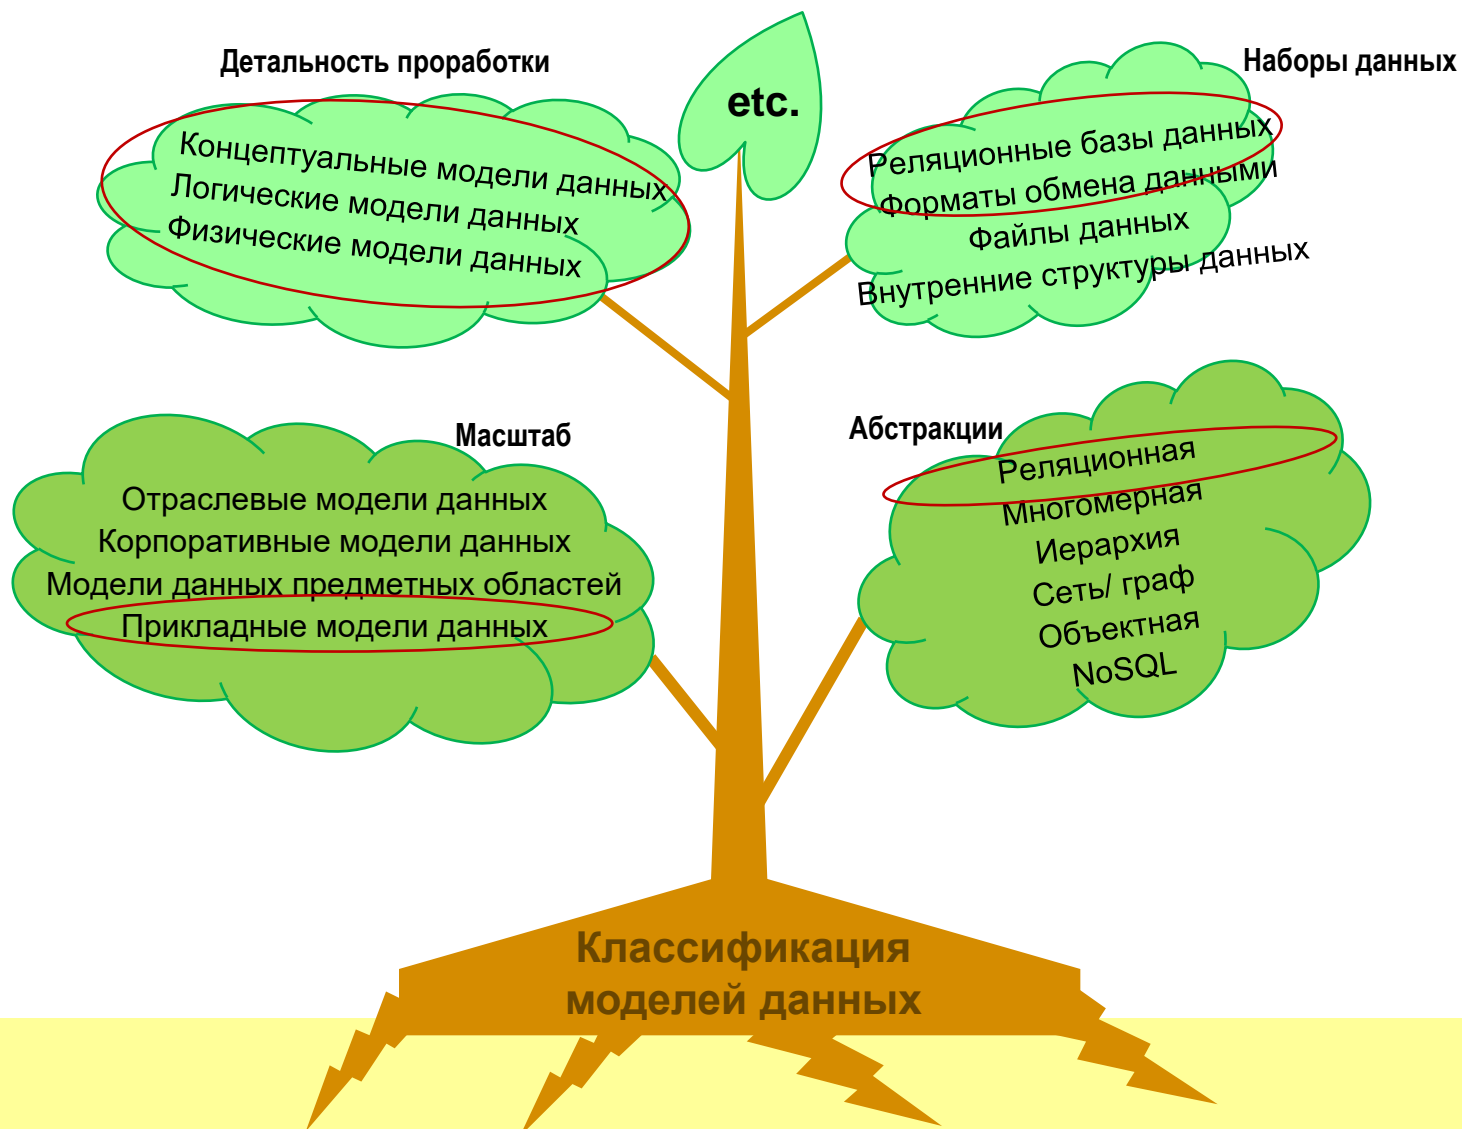 Детальность проработки
Концептуальные модели данных
Логические модели данных
Физические модели данных
etc.
Наборы данных
Реляционные базы данных
Форматы обмена данными
Файлы данных
Внутренние структуры данных
Масштаб
Отраслевые модели данных
Корпоративные модели данных
Модели данных предметных областей
Прикладные модели данных
Абстракции
Реляционная
Многомерная
Иерархия
Сеть/ граф
Объектная
NoSQL
Классификация
моделей данных